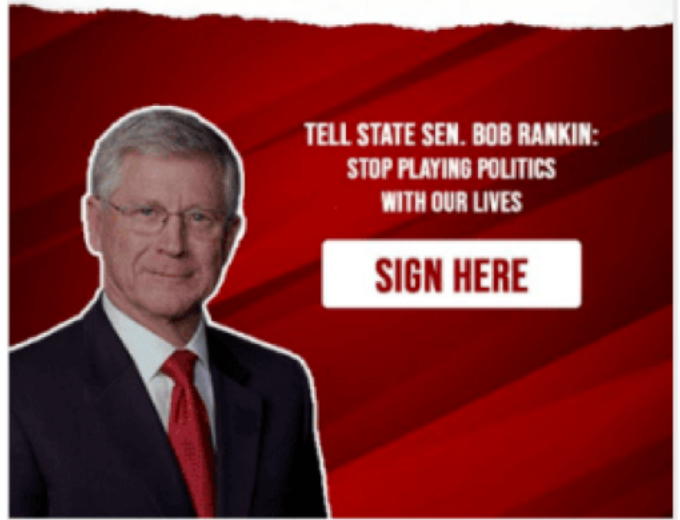 TELL STATE SEN. BOB RANKIN:
STOP PLAYING POLITICS
WITH OUR LIVES
SIGN HERE